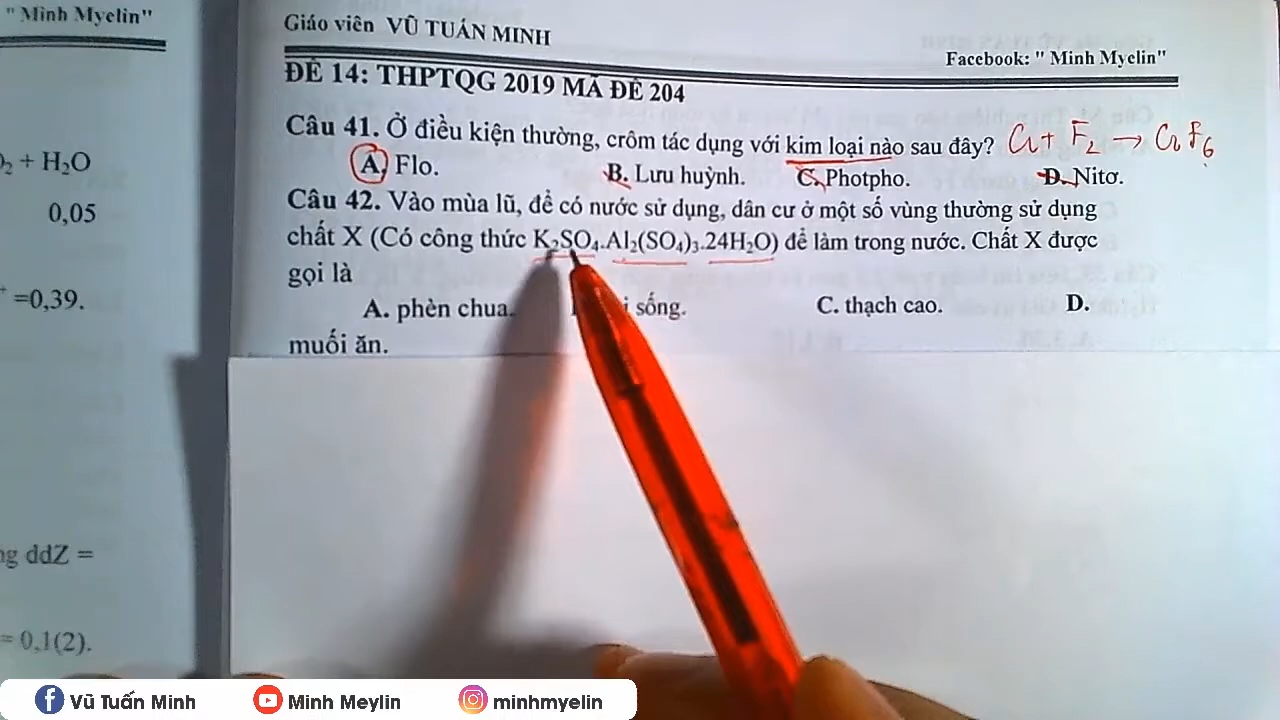 " Minh Myelin"
O₂ + H₂O
0,05
⁺ =0,39.
ng ddZ =
= 0,1(2).
Giáo viên VŨ TUẤN MINH
Facebook: " Minh Myelin"
ĐỀ 14: THPTQG 2019 MÃ ĐỀ 204
Câu 41. Ở điều kiện thường, crôm tác dụng với kim loại nào sau đây? Cr + F₂ → CrF₆
A. Flo. B. Lưu huỳnh. C. Photpho. D. Nitơ.
Câu 42. Vào mùa lũ, để có nước sử dụng, dân cư ở một số vùng thường sử dụng
chất X (Có công thức K₂SO₄.Al₂(SO₄)₃.24H₂O) để làm trong nước. Chất X được
gọi là
A. phèn chua. sống. C. thạch cao. D.
muối ăn.
Vũ Tuấn Minh Minh Meylin minhmyelin